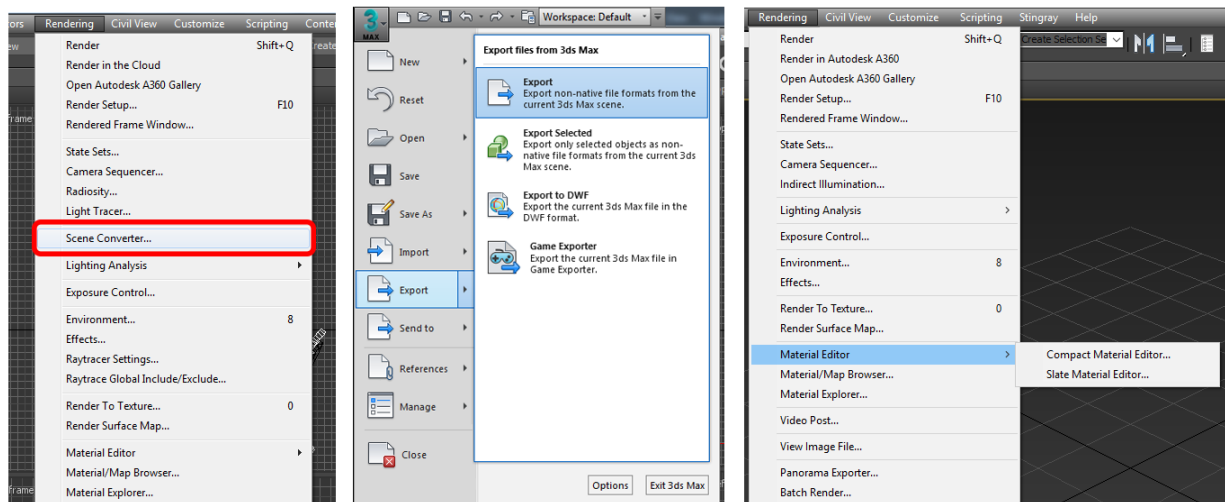 Rendering Civil View Customize Scripting
Render Shift+Q
Render in the Cloud
Open Autodesk A360 Gallery
Render Setup... F10
Rendered Frame Window...
State Sets...
Camera Sequencer...
Radiosity...
Light Tracer...
Scene Converter...
Lighting Analysis
Exposure Control...
Environment... 8
Effects...
Raytracer Settings...
Raytrace Global Include/Exclude...
Render To Texture... 0
Render Surface Map...
Material Editor
Material/Map Browser...
Material Explorer...
3
MAX
Workspace: Default
New
Reset
Open
Save
Save As
Import
Export
Send to
References
Manage
Close
Export files from 3ds Max
Export
Export non-native file formats from the
current 3ds Max scene.
Export Selected
Export only selected objects as non-
native file formats from the current 3ds
Max scene.
Export to DWF
Export the current 3ds Max file in the
DWF format.
Game Exporter
Export the current 3ds Max file in
Game Exporter.
Options Exit 3ds Max
Rendering Civil View Customize Scripting Stingray Help
Create Selection Se
Render Shift+Q
Render in Autodesk A360
Open Autodesk A360 Gallery
Render Setup... F10
Rendered Frame Window...
State Sets...
Camera Sequencer...
Indirect Illumination...
Lighting Analysis
Exposure Control...
Environment... 8
Effects...
Render To Texture... 0
Render Surface Map...
Material Editor
Compact Material Editor...
Slate Material Editor...
Material/Map Browser...
Material Explorer...
Video Post...
View Image File...
Panorama Exporter...
Batch Render...